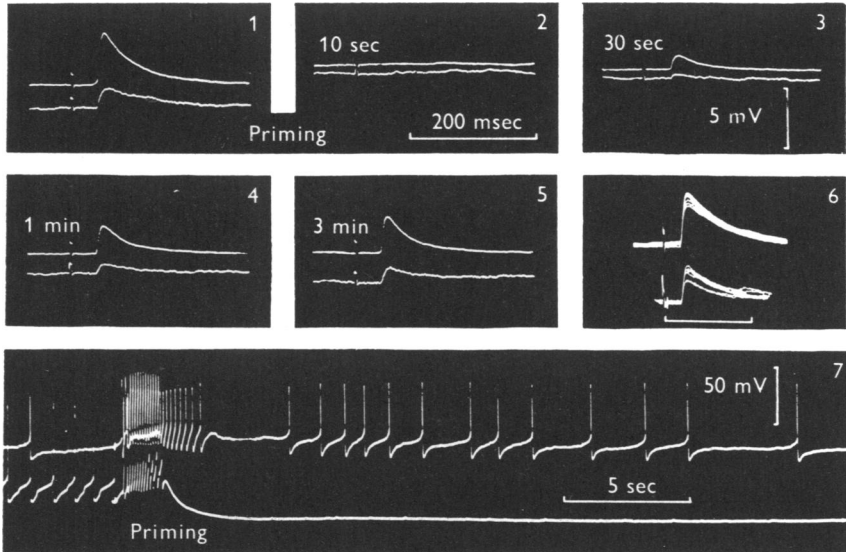 1
Priming
10 sec
2
200 msec
30 sec
3
5 mV
1 min
4
3 min
5
6
7
50 mV
5 sec
Priming